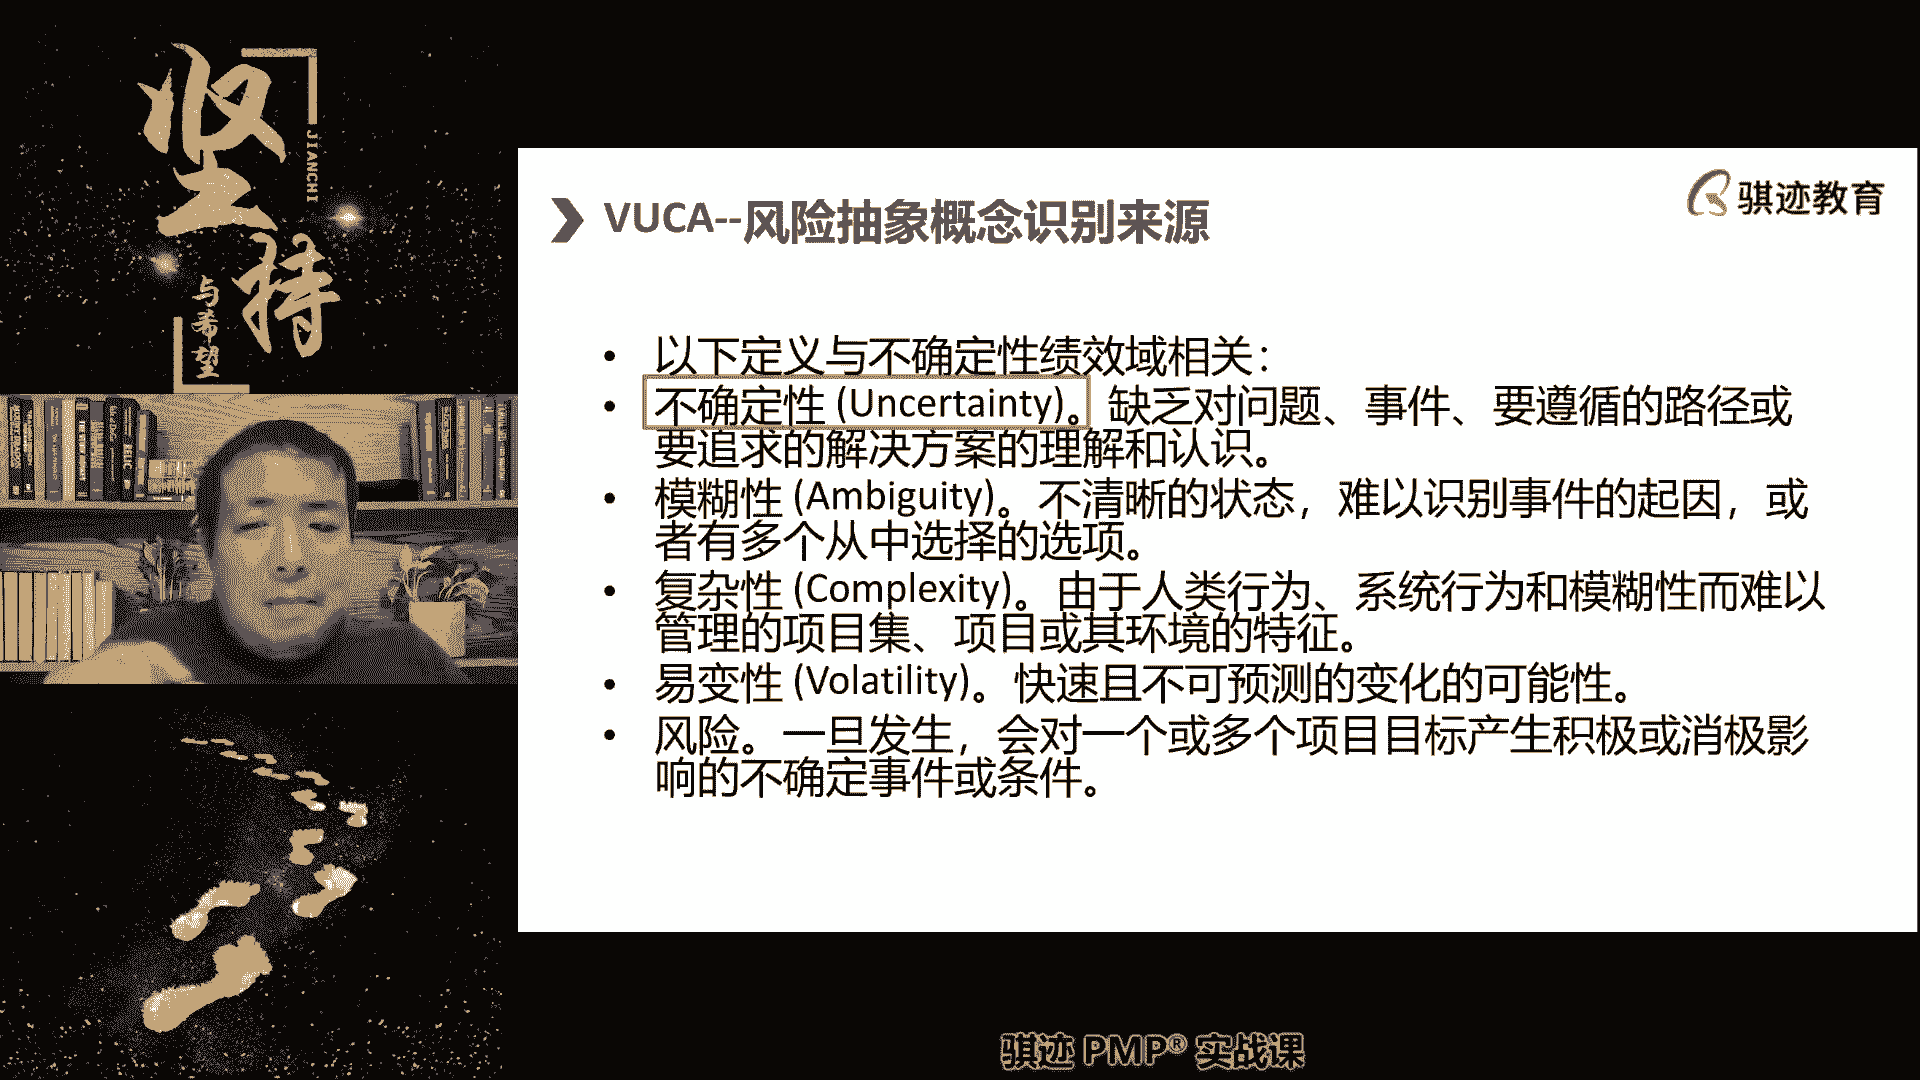 坚持
JIANCHI
与希望
VUCA--风险抽象概念识别来源
骐迹教育
• 以下定义与不确定性绩效域相关：
• 不确定性 (Uncertainty)。缺乏对问题、事件、要遵循的路径或
要追求的解决方案的理解和认识。
• 模糊性 (Ambiguity)。不清晰的状态，难以识别事件的起因，或
者有多个从中选择的选项。
• 复杂性 (Complexity)。由于人类行为、系统行为和模糊性而难以
管理的项目集、项目或其环境的特征。
• 易变性 (Volatility)。快速且不可预测的变化的可能性。
• 风险。一旦发生，会对一个或多个项目目标产生积极或消极影
响的不确定事件或条件。
骐迹 PMP® 实战课